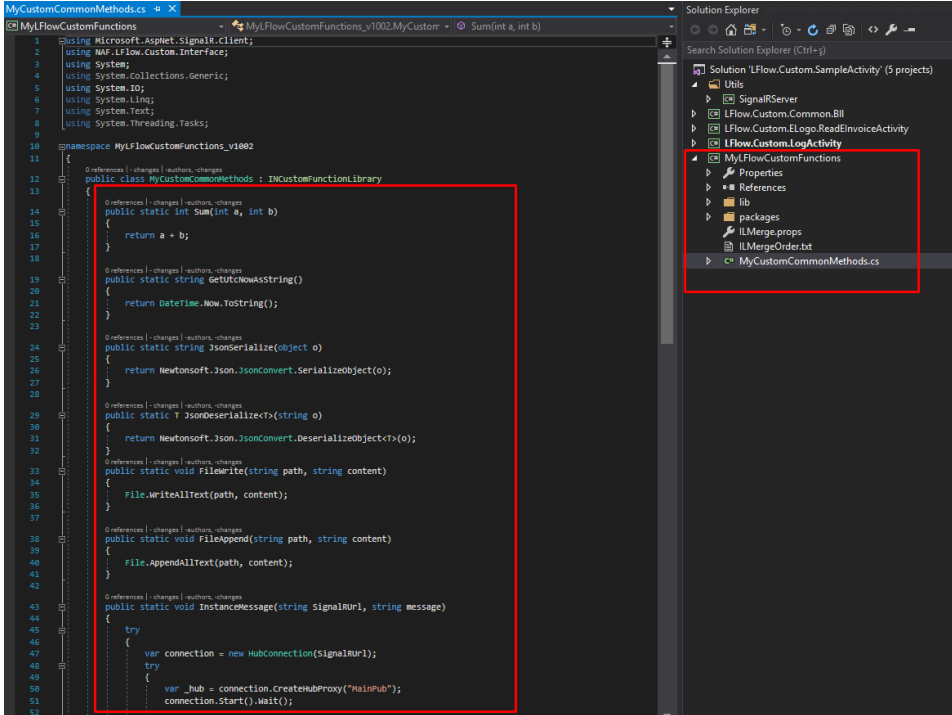 MyCustomCommonMethods.cs
MyLFlowCustomFunctions
MyLFlowCustomFunctions_v1002.MyCustom
Sum(int a, int b)
1 using Microsoft.AspNet.SignalR.Client;
2 using NAF.LFlow.Custom.Interface;
3 using System;
4 using System.Collections.Generic;
5 using System.IO;
6 using System.Linq;
7 using System.Text;
8 using System.Threading.Tasks;
9
10 namespace MyLFlowCustomFunctions_v1002
11 {
0 references | - changes | -authors, -changes
12 public class MyCustomCommonMethods : INCustomFunctionLibrary
13 {
0 references | - changes | -authors, -changes
14 public static int Sum(int a, int b)
15 {
16 return a + b;
17 }
18
0 references | - changes | -authors, -changes
19 public static string GetUtcNowAsString()
20 {
21 return DateTime.Now.ToString();
22 }
23
0 references | - changes | -authors, -changes
24 public static string JsonSerialize(object o)
25 {
26 return Newtonsoft.Json.JsonConvert.SerializeObject(o);
27 }
28
0 references | - changes | -authors, -changes
29 public static T JsonDeserialize<T>(string o)
30 {
31 return Newtonsoft.Json.JsonConvert.DeserializeObject<T>(o);
32 }
0 references | - changes | -authors, -changes
33 public static void FileWrite(string path, string content)
34 {
35 File.WriteAllText(path, content);
36 }
37
0 references | - changes | -authors, -changes
38 public static void FileAppend(string path, string content)
39 {
40 File.AppendAllText(path, content);
41 }
42
0 references | - changes | -authors, -changes
43 public static void InstanceMessage(string SignalRUrl, string message)
44 {
45 try
46 {
47 var connection = new HubConnection(SignalRUrl);
48 try
49 {
50 var _hub = connection.CreateHubProxy("MainPub");
51 connection.Start().Wait();
52
Solution Explorer
Search Solution Explorer (Ctrl+ş)
Solution 'LFlow.Custom.SampleActivity' (5 projects)
Utils
SignalRServer
LFlow.Custom.Common.Bll
LFlow.Custom.ELogo.ReadEInvoiceActivity
LFlow.Custom.LogActivity
MyLFlowCustomFunctions
Properties
References
lib
packages
ILMerge.props
ILMergeOrder.txt
MyCustomCommonMethods.cs